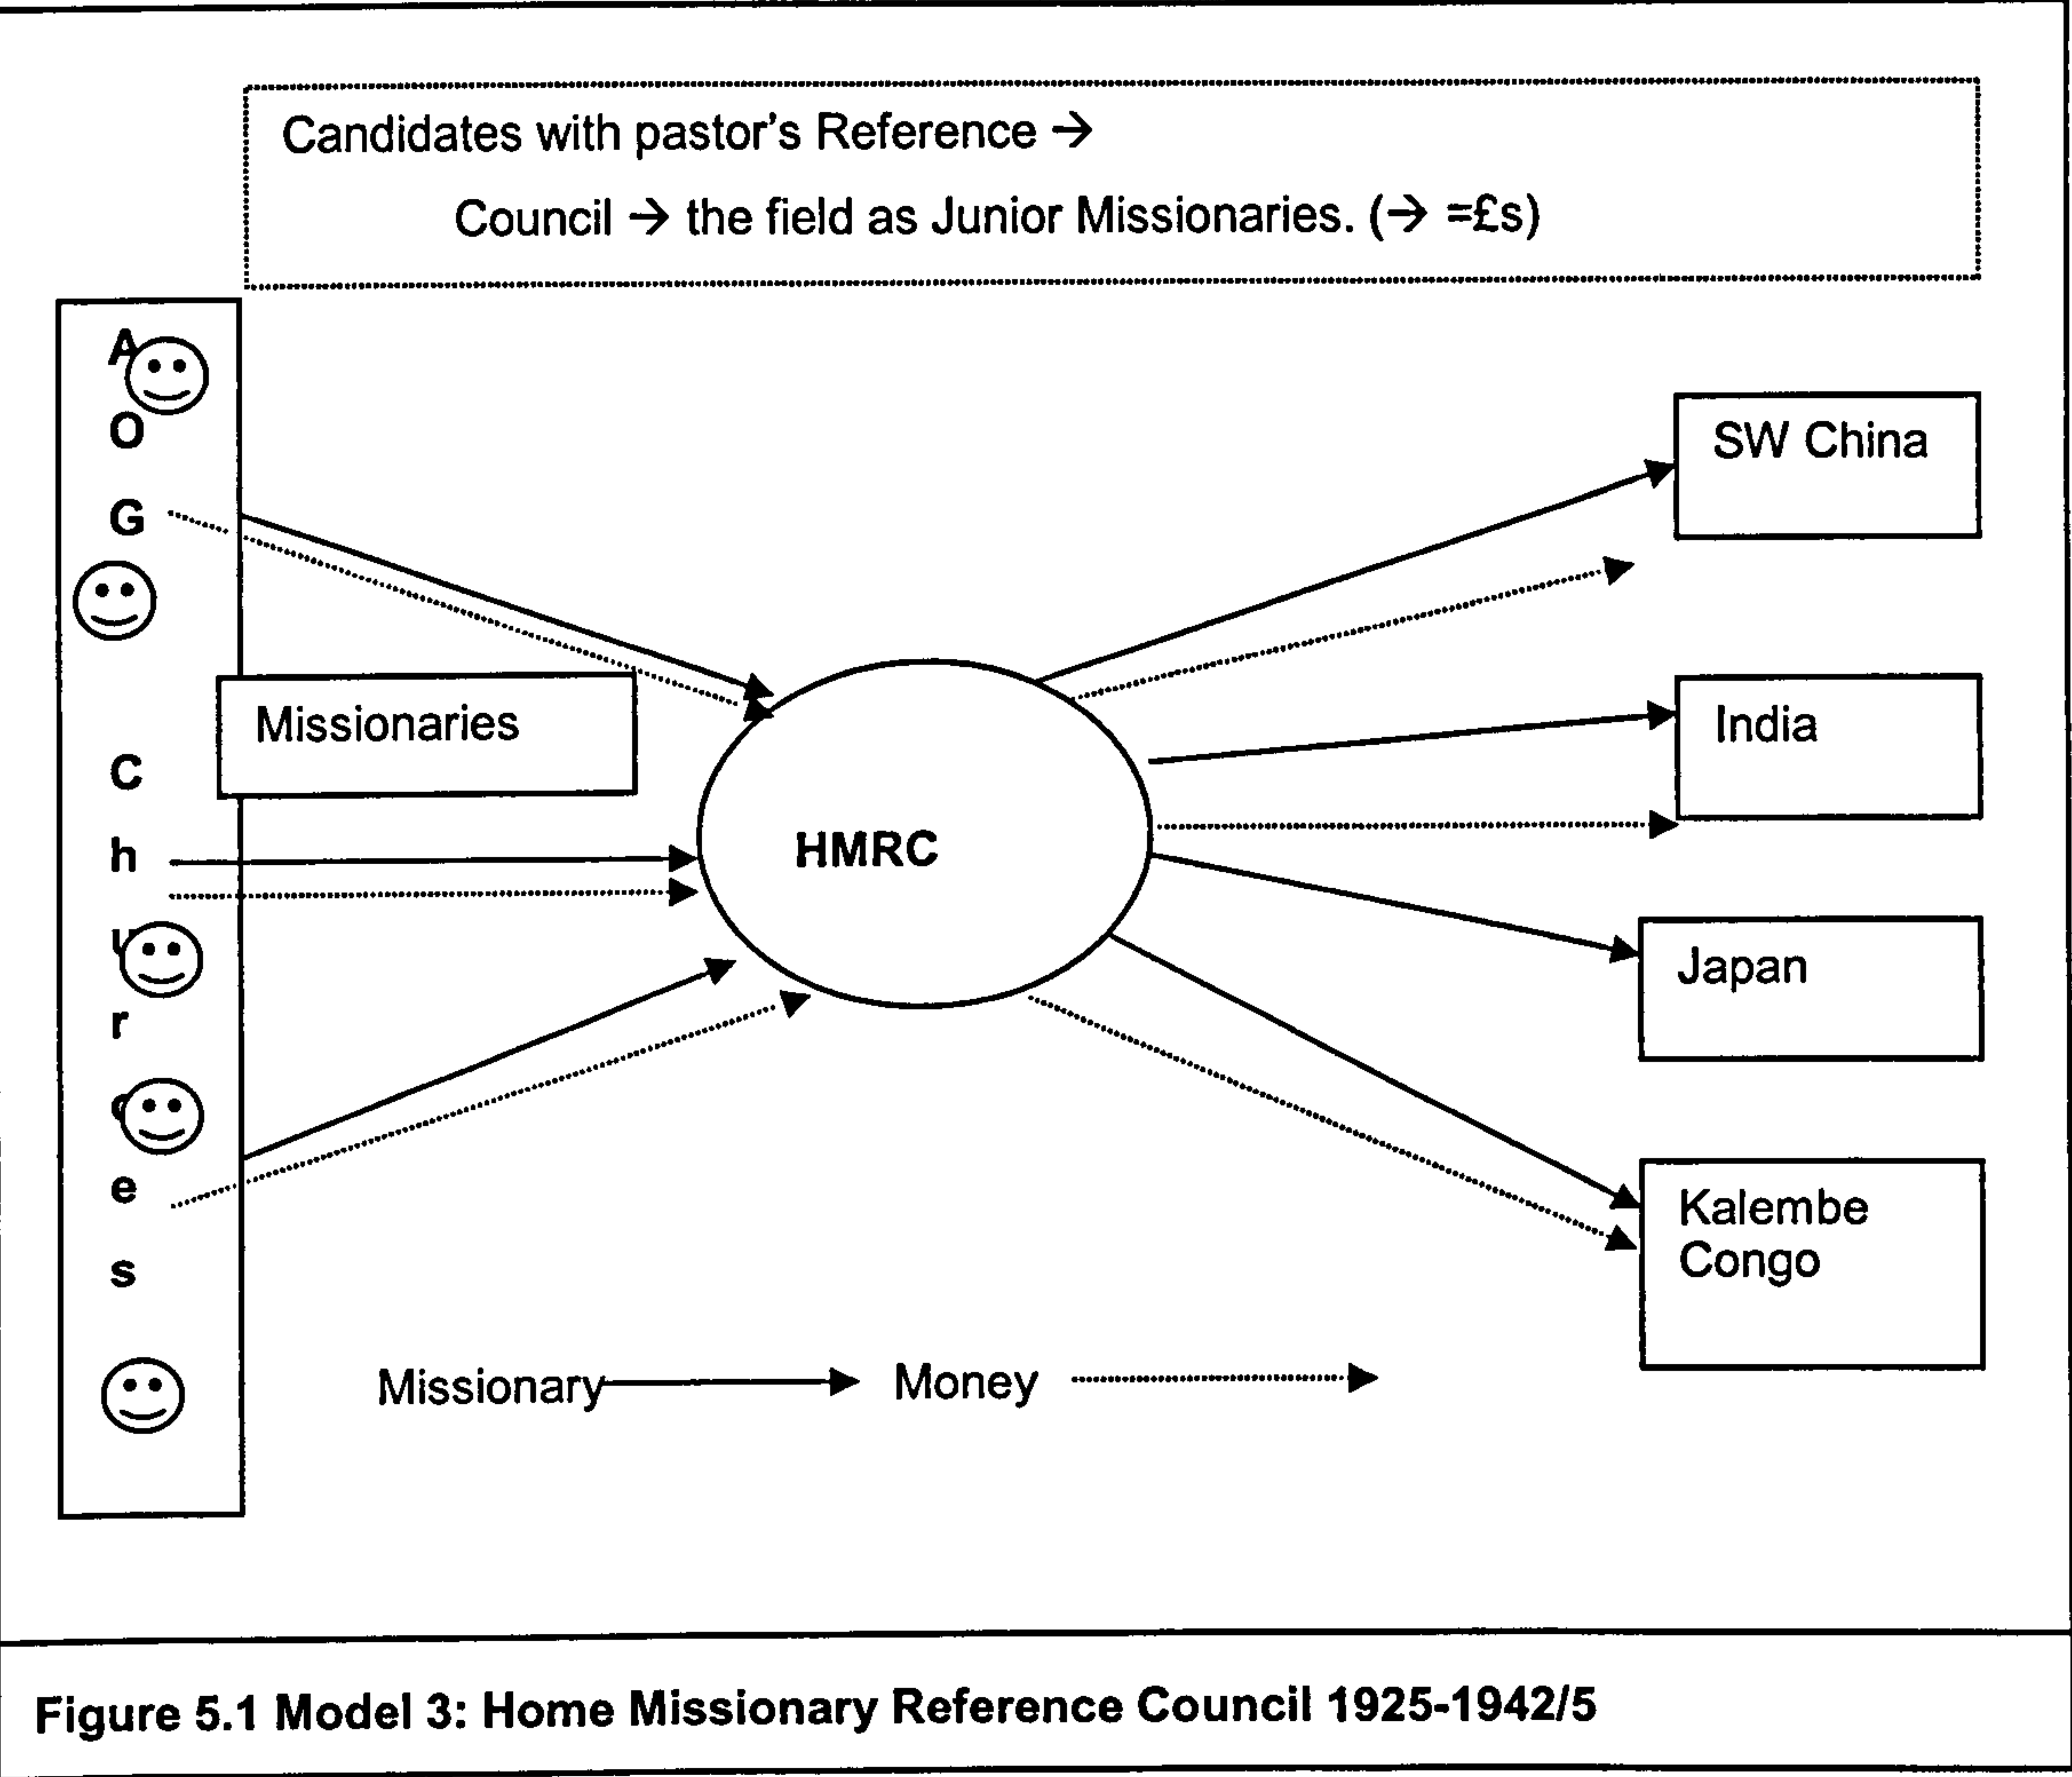 Candidates with pastor's Reference →
Council → the field as Junior Missionaries. (→ =£s)
A
O
G
C
h
u
r
e
s
Missionaries
HMRC
SW China
India
Japan
Kalembe
Congo
Missionary
Money
Figure 5.1 Model 3: Home Missionary Reference Council 1925-1942/5